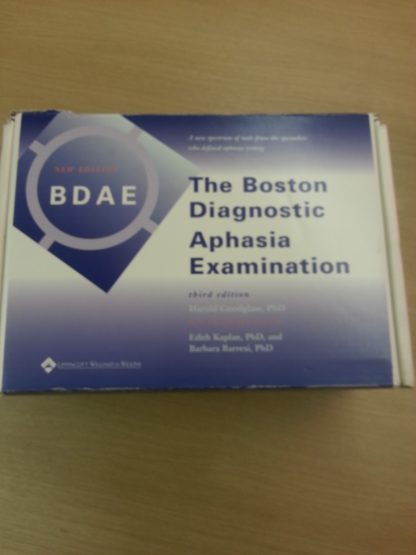 A new spectrum of tests from the specialists
who defined aphasia testing
NEW EDITION
BDAE
The Boston
Diagnostic
Aphasia
Examination
third edition
Harold Goodglass, PhD
Edith Kaplan, PhD, and
Barbara Barresi, PhD
LIPPINCOTT WILLIAMS & WILKINS